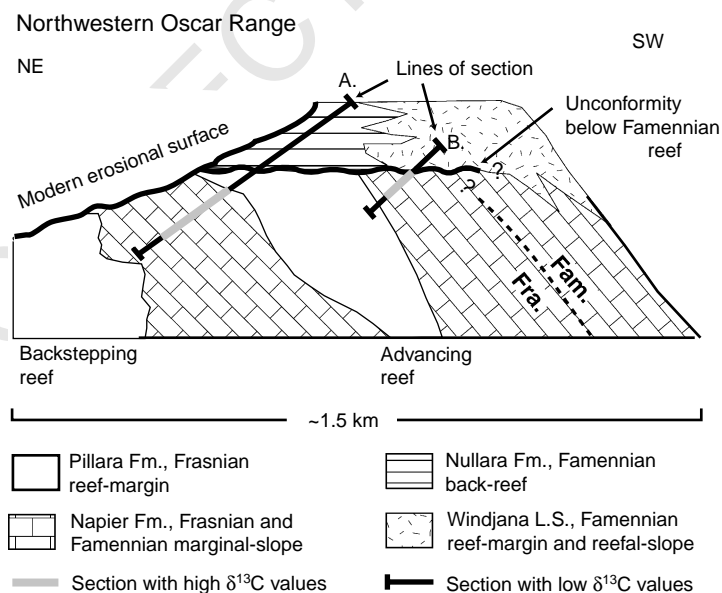 Northwestern Oscar Range
NE
SW
A.
Lines of section
B.
Unconformity
below Famennian
reef
Modern erosional surface
?
?
Fra.
Fam.
Backstepping
reef
Advancing
reef
~1.5 km
Pillara Fm., Frasnian
reef-margin
Nullara Fm., Famennian
back-reef
Napier Fm., Frasnian and
Famennian marginal-slope
Windjana L.S., Famennian
reef-margin and reefal-slope
Section with high δ¹³C values
Section with low δ¹³C values